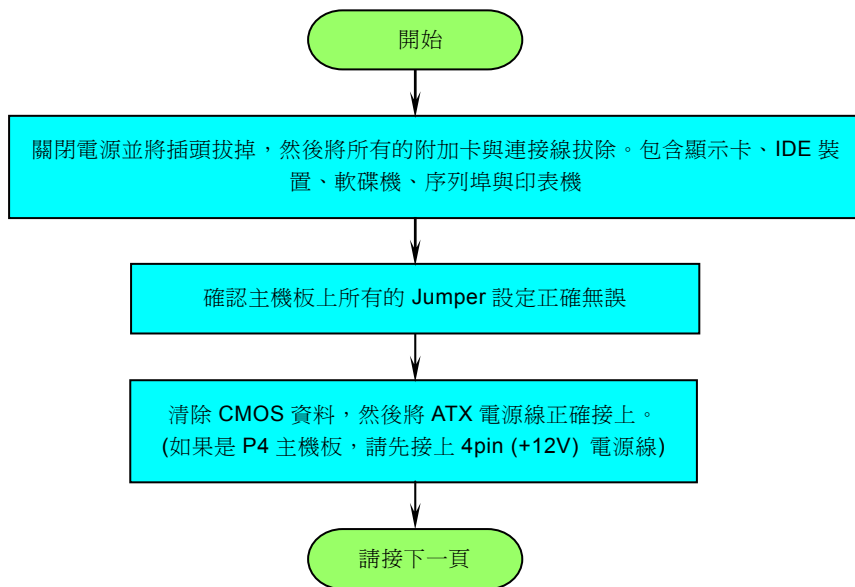 開始
關閉電源並將插頭拔掉，然後將所有的附加卡與連接線拔除。包含顯示卡、IDE 裝
置、軟碟機、序列埠與印表機
確認主機板上所有的 Jumper 設定正確無誤
清除 CMOS 資料，然後將 ATX 電源線正確接上。
(如果是 P4 主機板，請先接上 4pin (+12V) 電源線)
請接下一頁